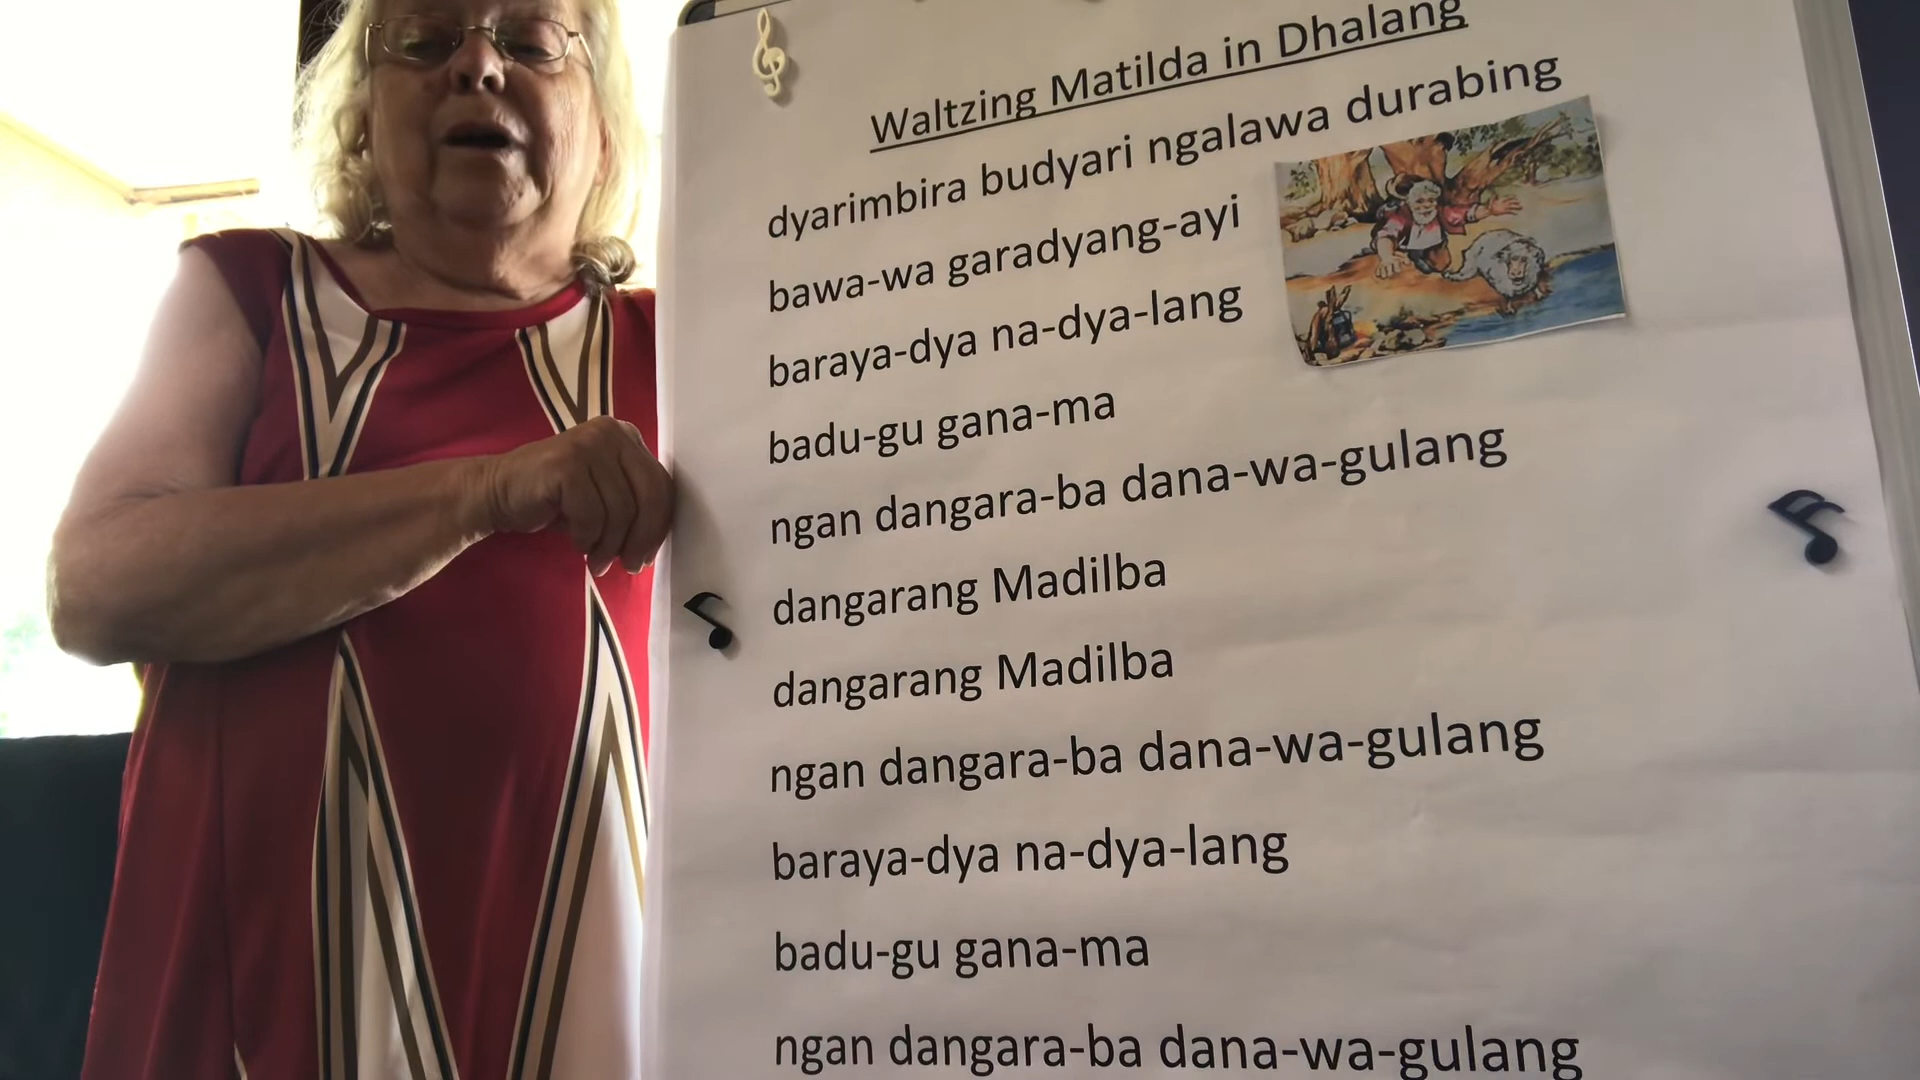 Waltzing Matilda in Dhalang
dyarimbira budyari ngalawa durabing
bawa-wa garadyang-ayi
baraya-dya na-dya-lang
badu-gu gana-ma
ngan dangara-ba dana-wa-gulang
dangarang Madilba
dangarang Madilba
ngan dangara-ba dana-wa-gulang
baraya-dya na-dya-lang
badu-gu gana-ma
ngan dangara-ba dana-wa-gulang